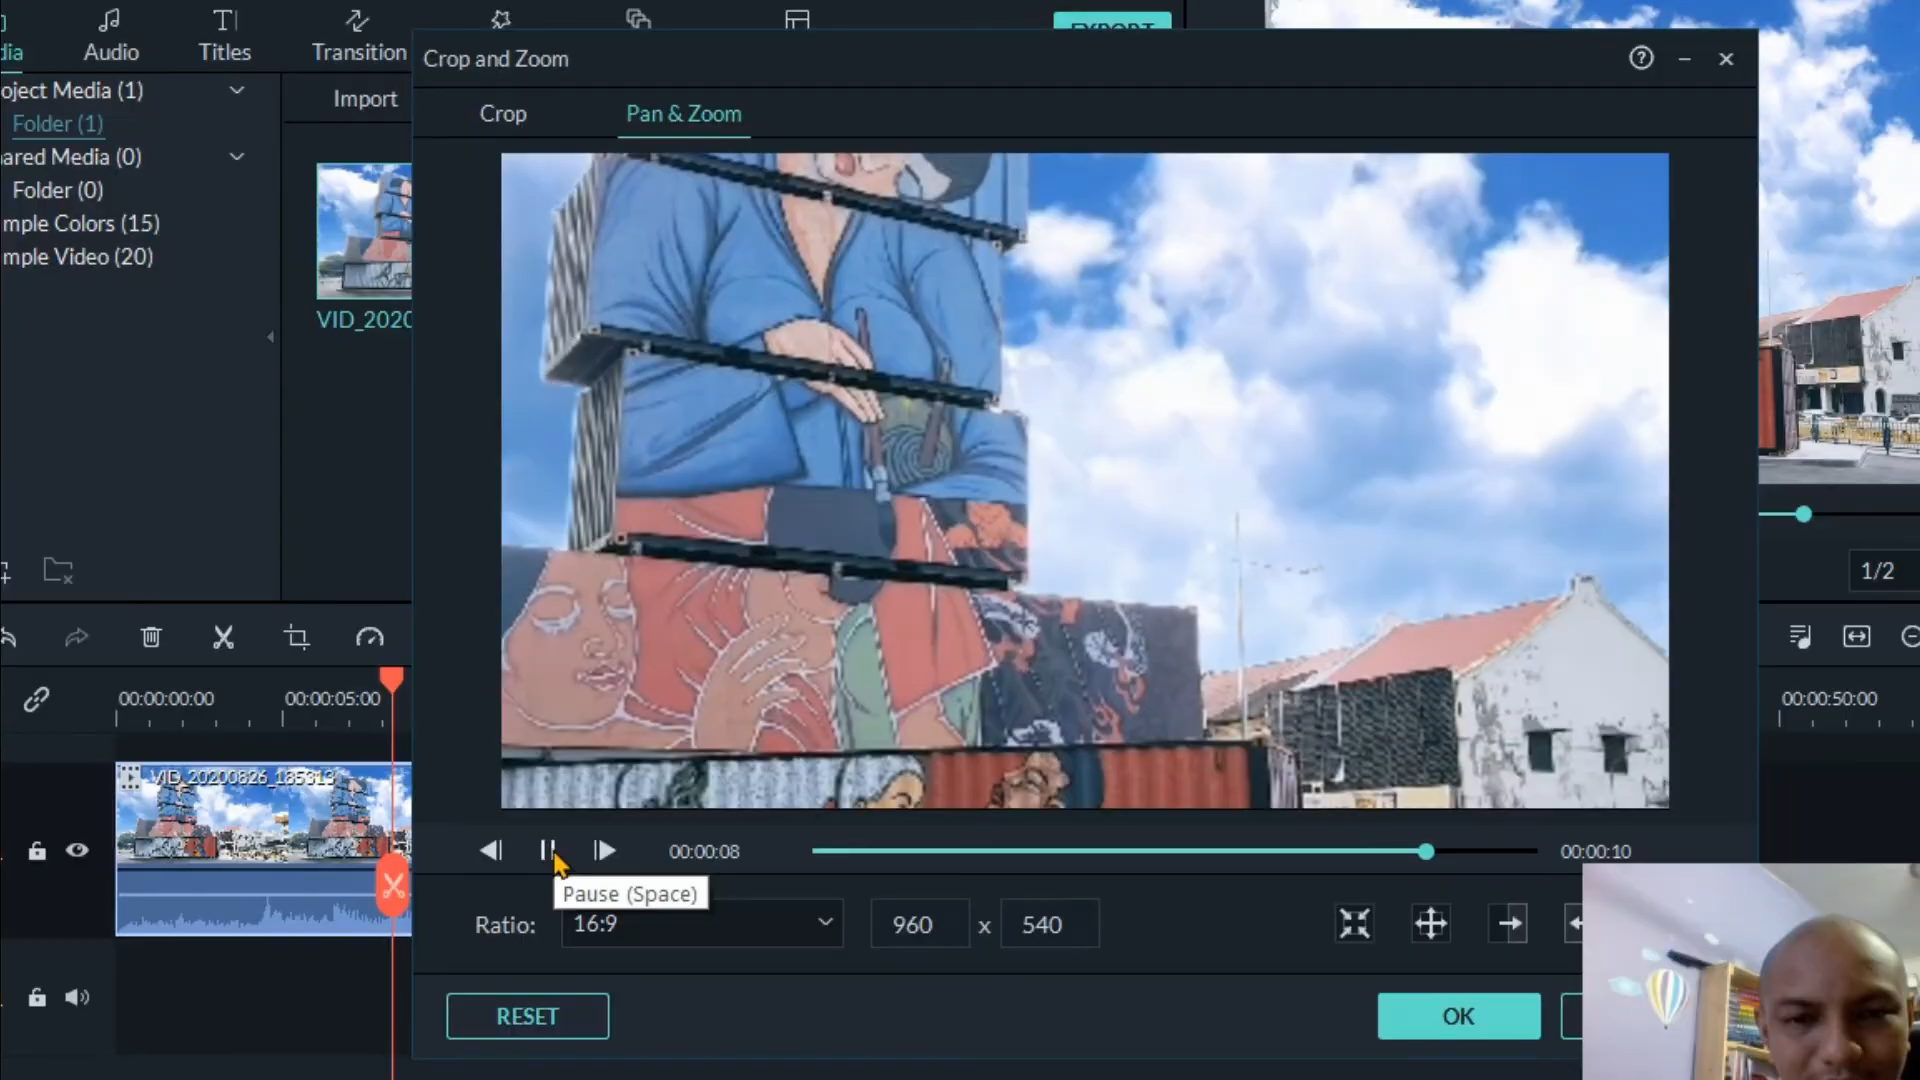 dia
Audio
Titles
Transition
EXPORT
Crop and Zoom
oject Media (1)
Folder (1)
ared Media (0)
Folder (0)
mple Colors (15)
mple Video (20)
Import
Crop
Pan & Zoom
VID_202
1/2
00:00:00:00
00:00:05:00
00:00:50:00
VID_20200826_185313
00:00:08
00:00:10
Pause (Space)
Ratio:
16:9
960
x
540
RESET
OK